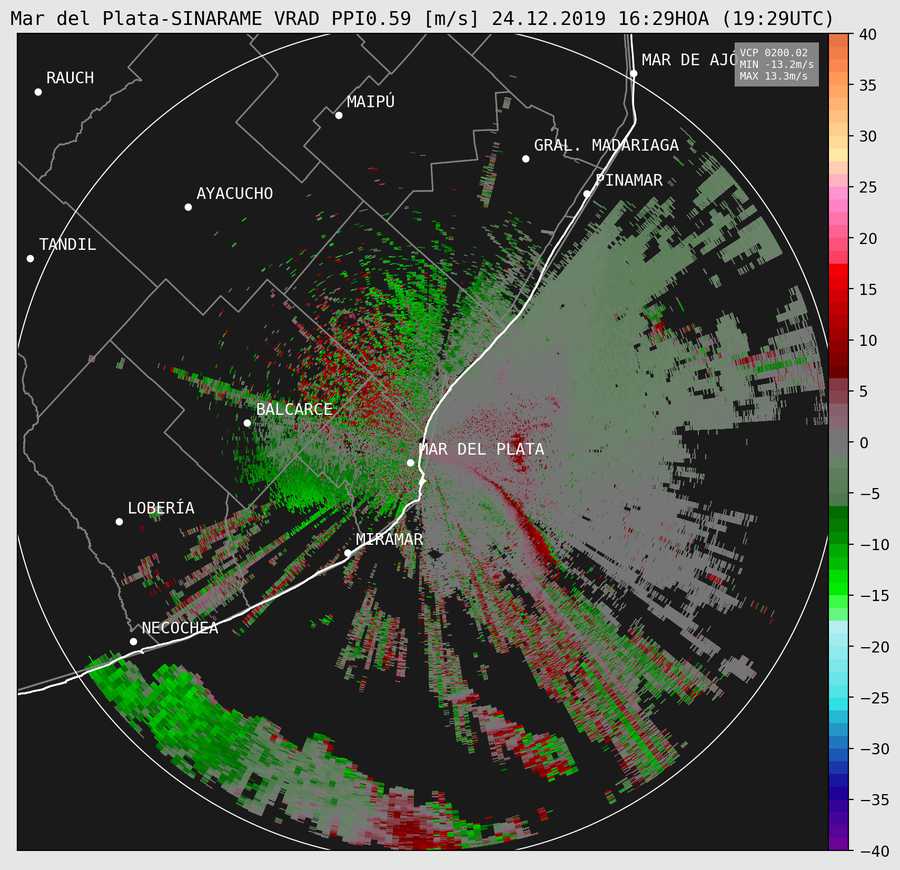 Mar del Plata-SINARAME VRAD PPI0.59 [m/s] 24.12.2019 16:29HOA (19:29UTC)
VCP 0200.02
MIN -13.2m/s
MAX 13.3m/s
MAR DE AJÓ
RAUCH
MAIPÚ
GRAL. MADARIAGA
PINAMAR
AYACUCHO
TANDIL
BALCARCE
MAR DEL PLATA
LOBERÍA
MIRAMAR
NECOCHEA
40
35
30
25
20
15
10
5
0
−5
−10
−15
−20
−25
−30
−35
−40